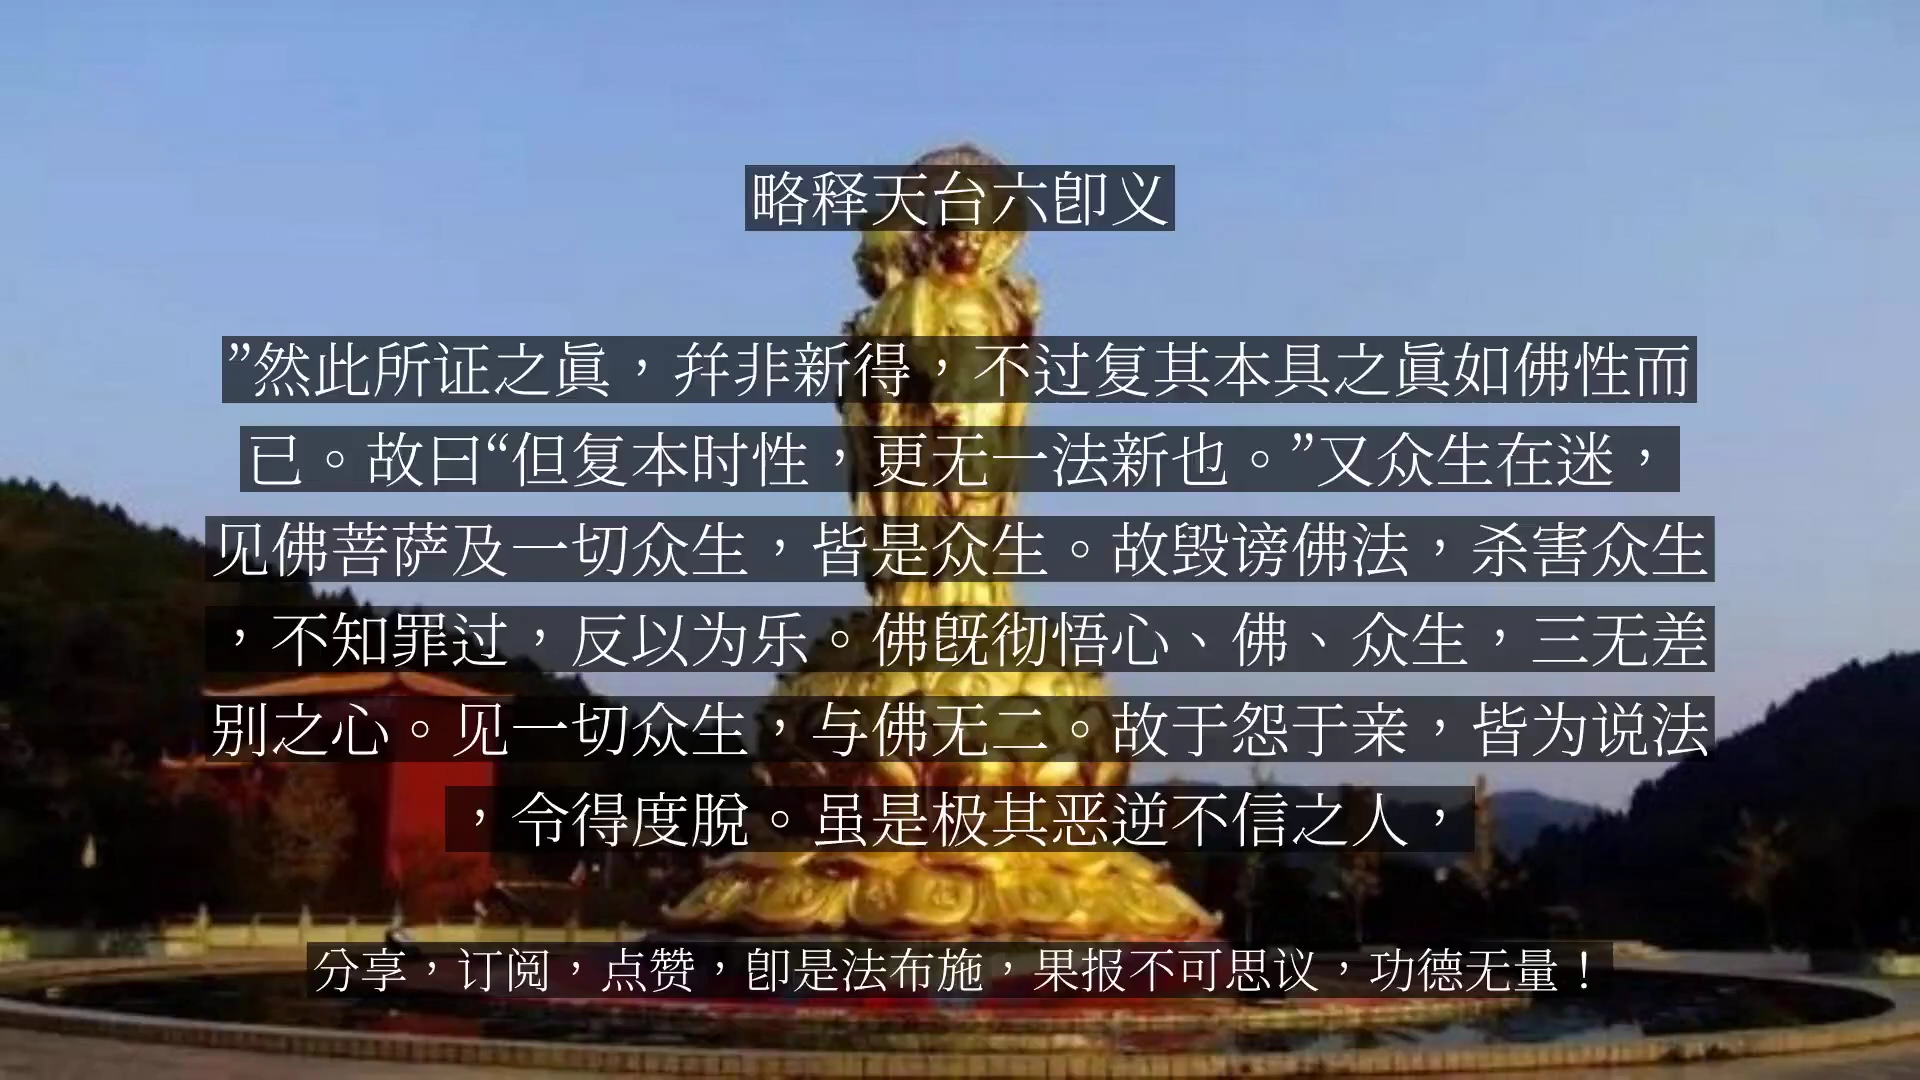 略释天台六卽义
”然此所证之眞，幷非新得，不过复其本具之眞如佛性而
已。故曰“但复本时性，更无一法新也。”又众生在迷，
见佛菩萨及一切众生，皆是众生。故毁谤佛法，杀害众生
，不知罪过，反以为乐。佛旣彻悟心、佛、众生，三无差
别之心。见一切众生，与佛无二。故于怨于亲，皆为说法
，令得度脫。虽是极其恶逆不信之人，
分享，订阅，点赞，卽是法布施，果报不可思议，功德无量！